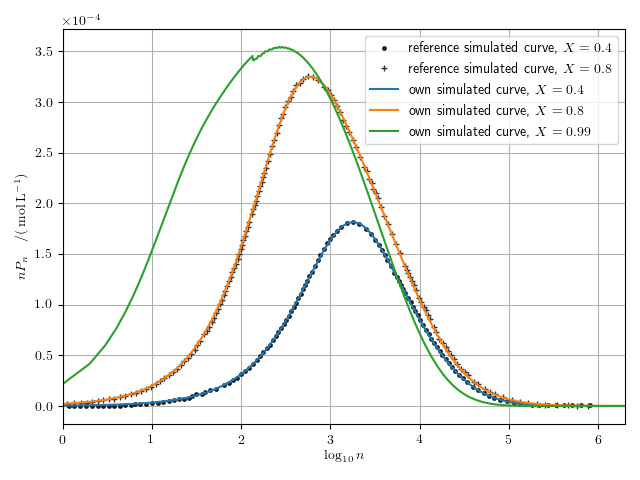 ×10⁻⁴
3.5
3.0
2.5
2.0
1.5
1.0
0.5
0.0
nPₙ /( mol L⁻¹)
reference simulated curve, X = 0.4
reference simulated curve, X = 0.8
own simulated curve, X = 0.4
own simulated curve, X = 0.8
own simulated curve, X = 0.99
0 1 2 3 4 5 6
log₁₀ n